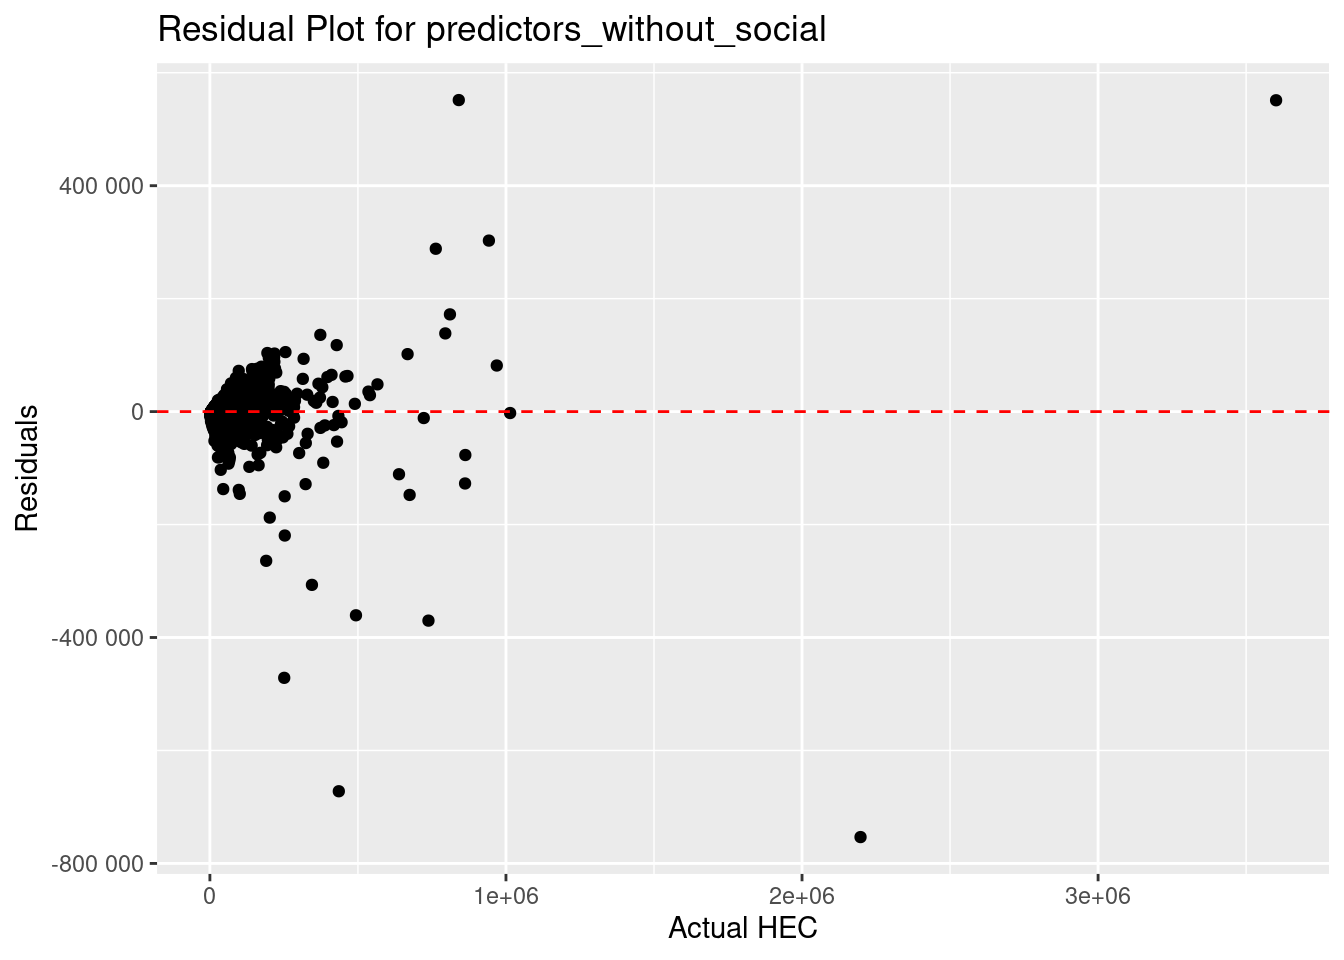 Residual Plot for predictors_without_social
400 000
0
-400 000
-800 000
Residuals
0 1e+06 2e+06 3e+06
Actual HEC